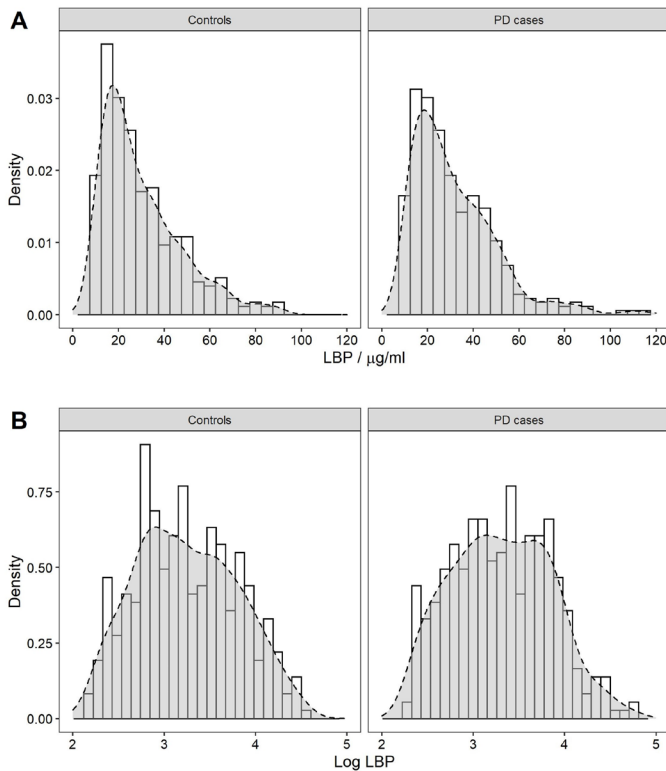 A
Controls
PD cases
Density
0.03
0.02
0.01
0.00
0 20 40 60 80 100 120
0 20 40 60 80 100 120
LBP / μg/ml
B
Controls
PD cases
Density
0.75
0.50
0.25
0.00
2 3 4 5
2 3 4 5
Log LBP